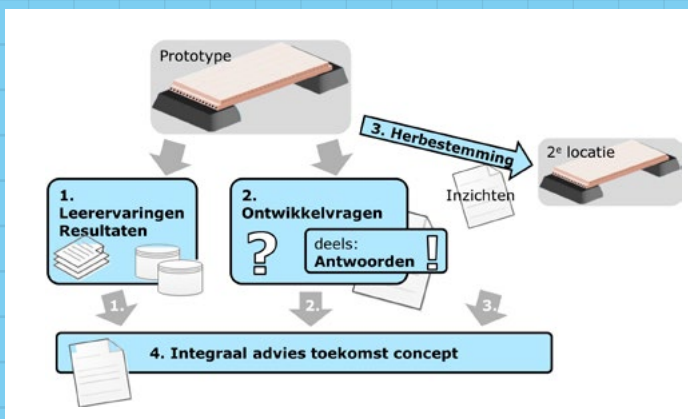 Prototype
3. Herbestemming
2e locatie
Inzichten
1.
Leerervaringen
Resultaten
2.
Ontwikkelvragen
?
deels:
Antwoorden
!
1.
2.
3.
4. Integraal advies toekomst concept